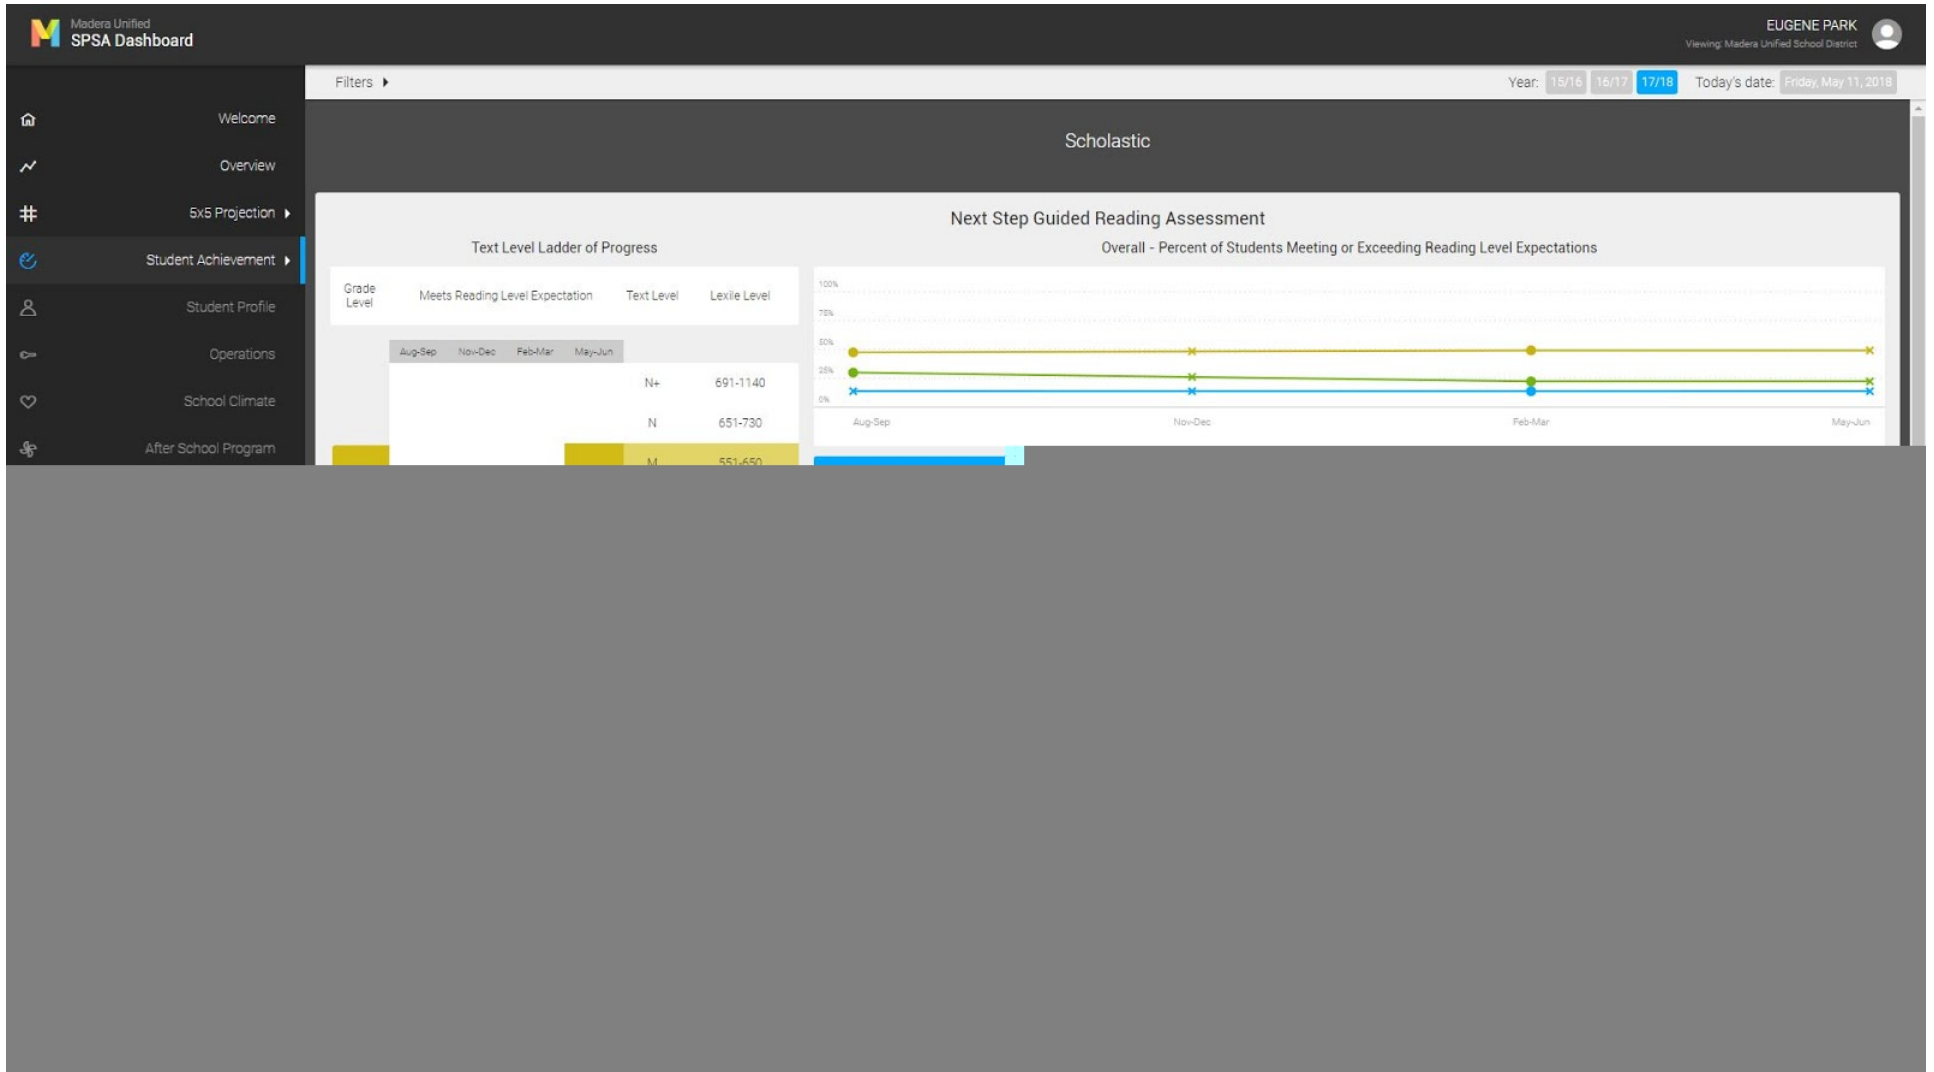 Madera Unified
SPSA Dashboard
EUGENE PARK
Viewing: Madera Unified School District
Filters
Year: 15/16 16/17 17/18 Today's date: Friday, May 11, 2018
Welcome
Overview
5x5 Projection
Student Achievement
Student Profile
Operations
School Climate
After School Program
Scholastic
Next Step Guided Reading Assessment
Text Level Ladder of Progress
Grade
Level
Meets Reading Level Expectation
Text Level
Lexile Level
Aug-Sep Nov-Dec Feb-Mar May-Jun
N+ 691-1140
N 651-730
M 551-650
Overall - Percent of Students Meeting or Exceeding Reading Level Expectations
100%
75%
50%
25%
0%
Aug-Sep Nov-Dec Feb-Mar May-Jun